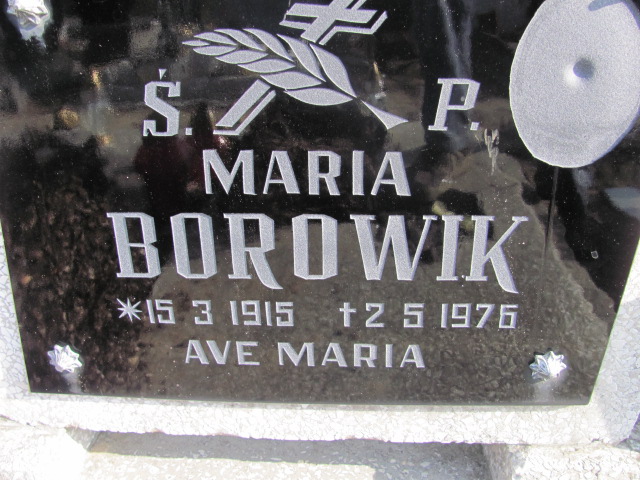 Ś. P.
MARIA
BOROWIK
*15 3 1915 †2 5 1976
AVE MARIA